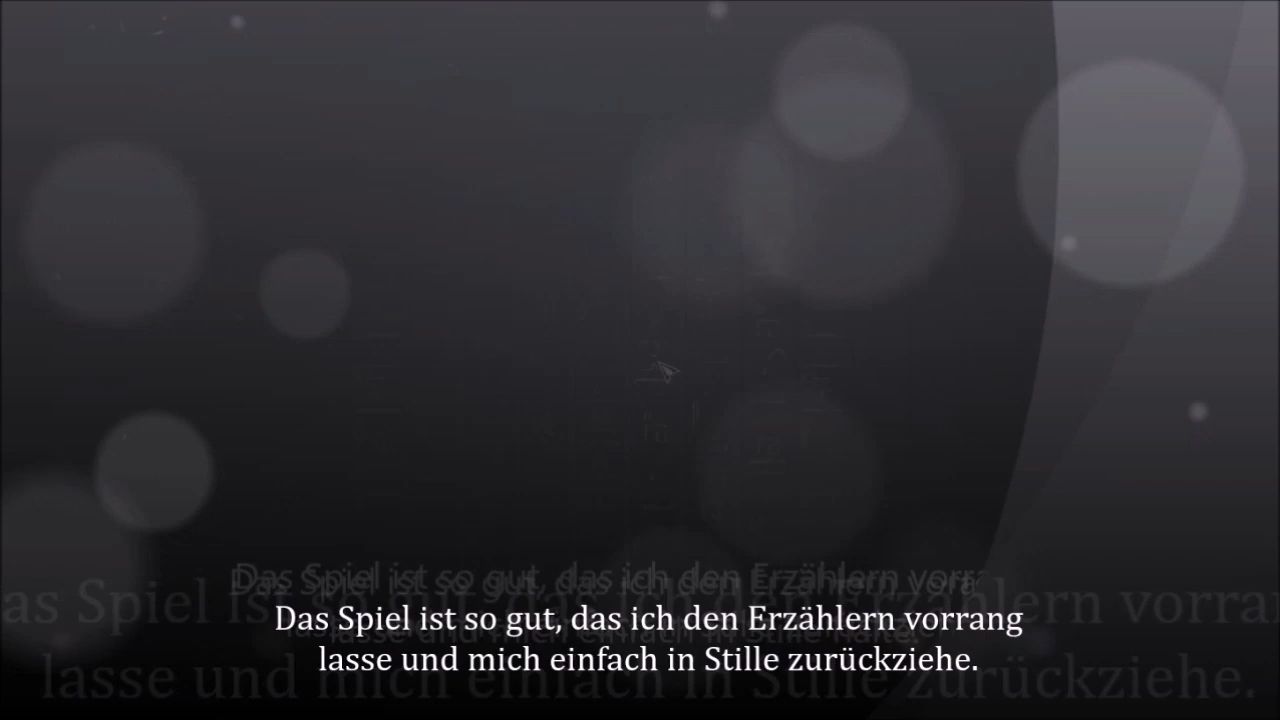 Das Spiel ist so gut, das ich den Erzählern vorrang
lasse und mich einfach in Stille zurückziehe.